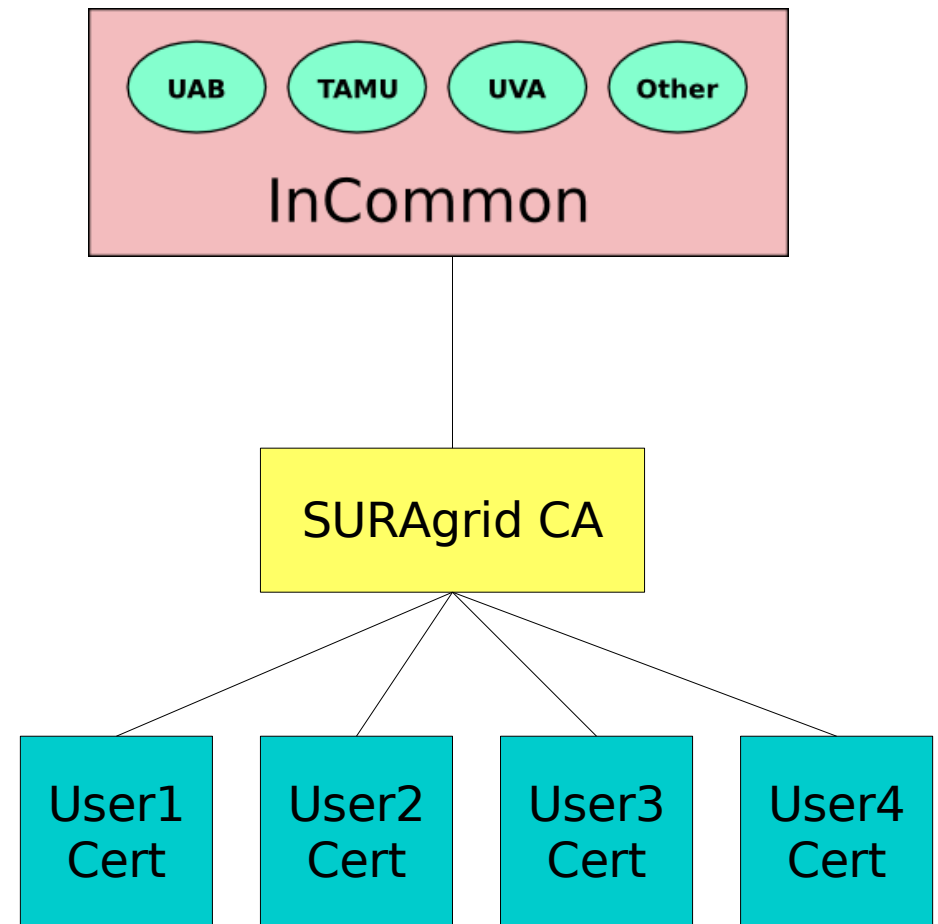 UAB TAMU UVA Other
InCommon
SURAgrid CA
User1 User2 User3 User4
Cert Cert Cert Cert